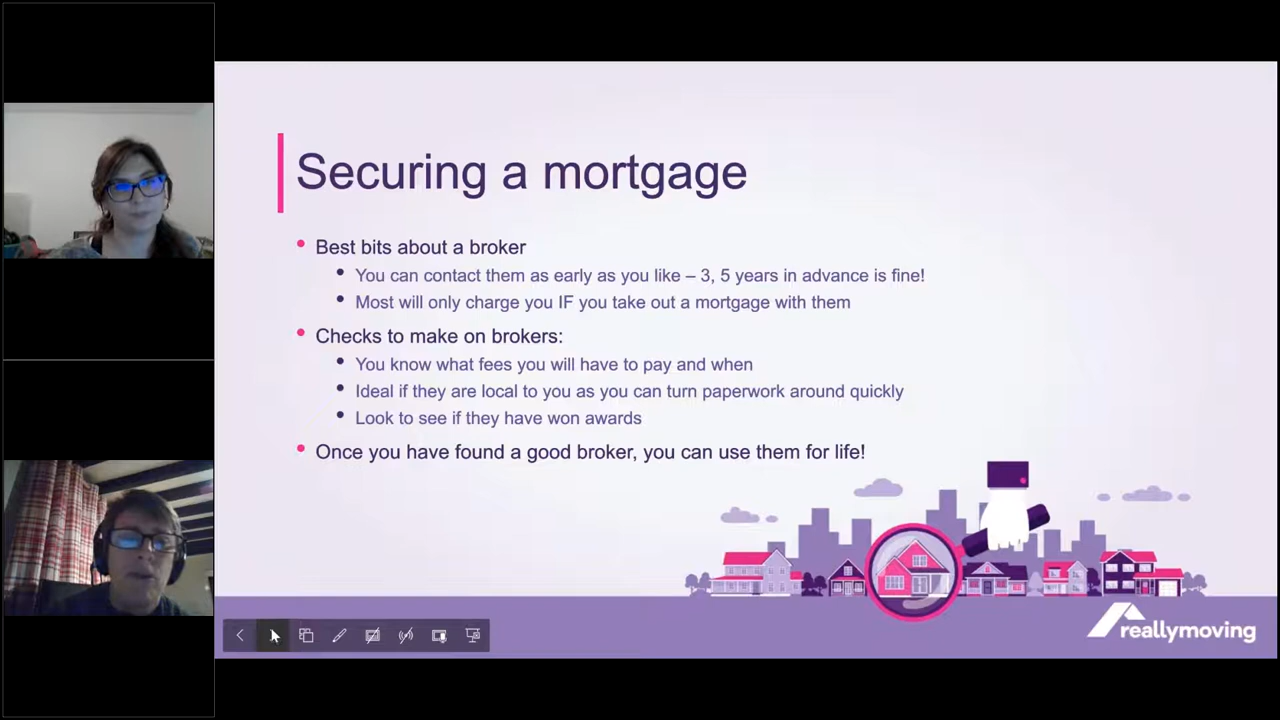 Securing a mortgage
Best bits about a broker
You can contact them as early as you like – 3, 5 years in advance is fine!
Most will only charge you IF you take out a mortgage with them
Checks to make on brokers:
You know what fees you will have to pay and when
Ideal if they are local to you as you can turn paperwork around quickly
Look to see if they have won awards
Once you have found a good broker, you can use them for life!
reallymoving